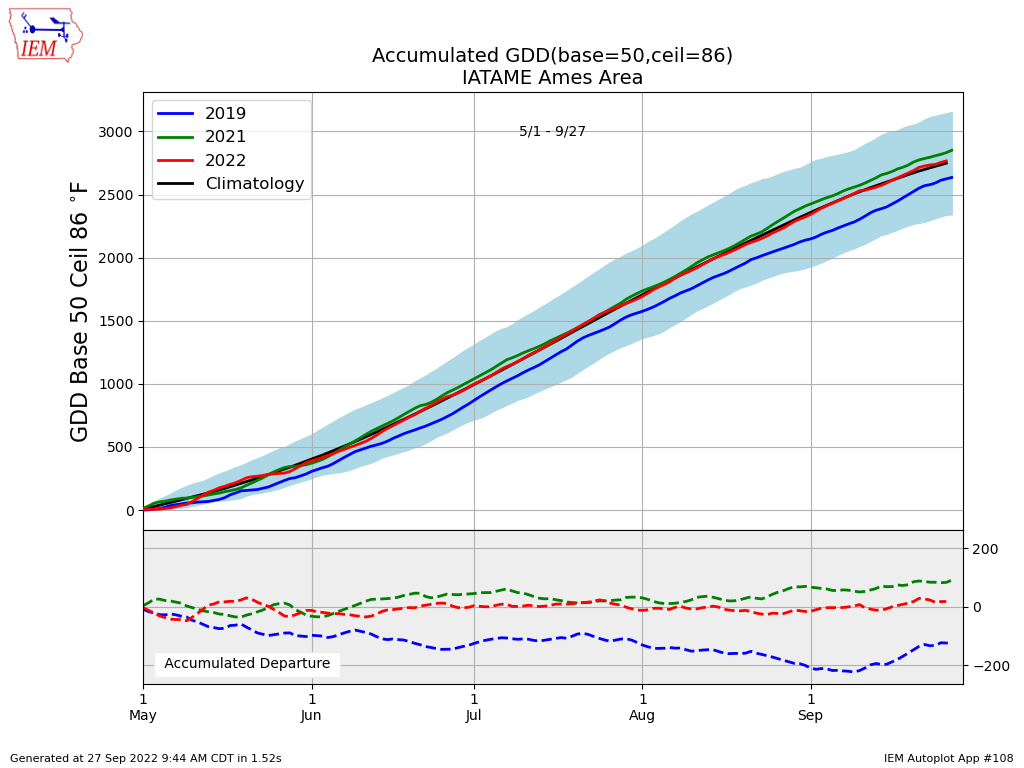 IEM
Accumulated GDD(base=50,ceil=86)
IATAME Ames Area
2019
2021
2022
Climatology
5/1 - 9/27
GDD Base 50 Ceil 86 °F
3000
2500
2000
1500
1000
500
0
200
0
−200
Accumulated Departure
1
May
1
Jun
1
Jul
1
Aug
1
Sep
Generated at 27 Sep 2022 9:44 AM CDT in 1.52s
IEM Autoplot App #108